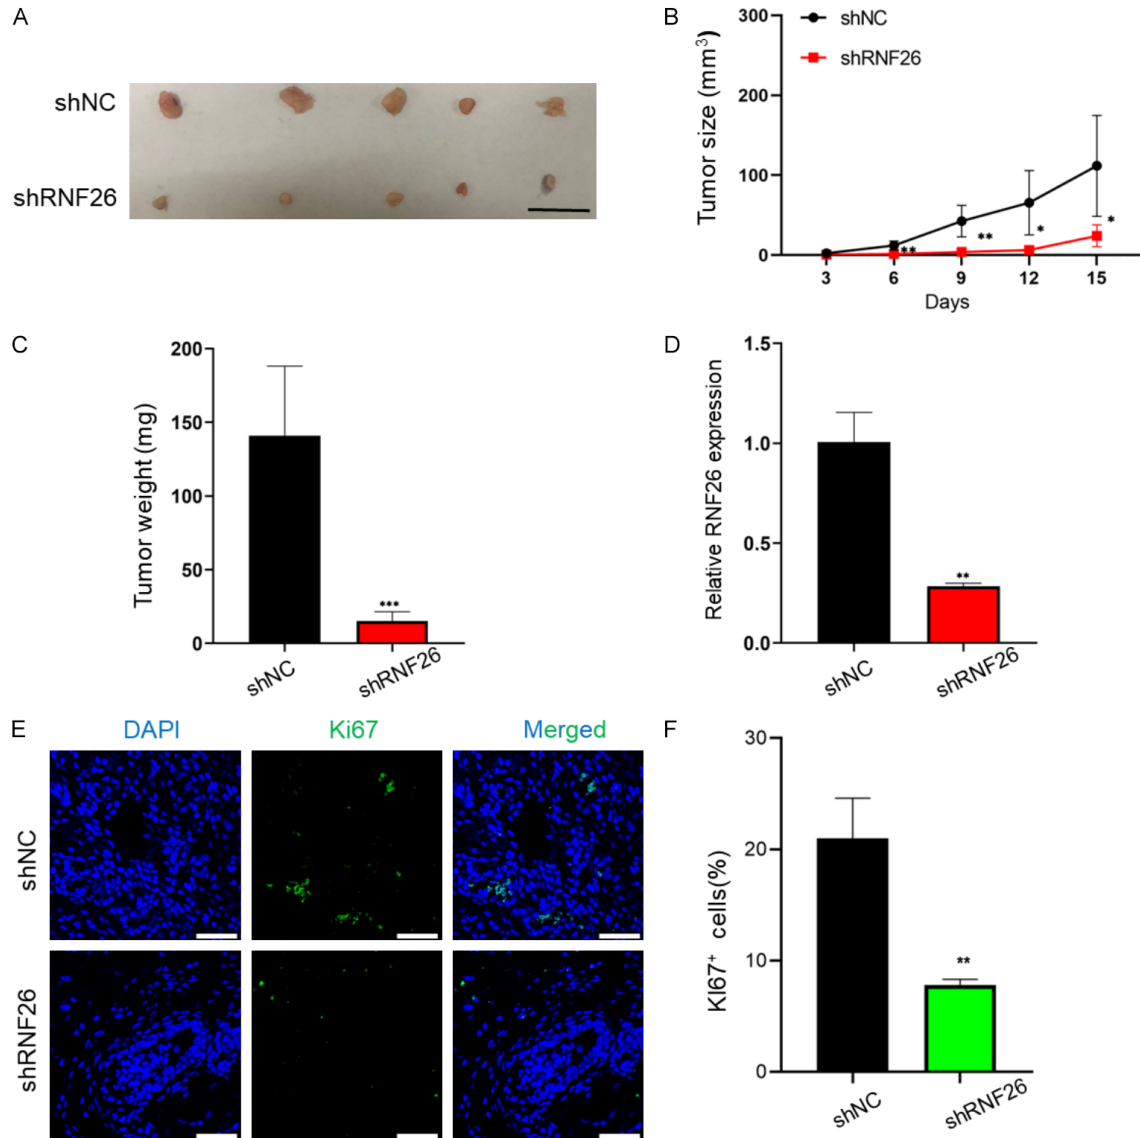 A
shNC
shRNF26
B
Tumor size (mm³)
300
200
100
0
shNC
shRNF26
**
**
*
*
3 6 9 12 15
Days
C
Tumor weight (mg)
200
150
100
50
0
***
shNC shRNF26
D
Relative RNF26 expression
1.5
1.0
0.5
0.0
**
shNC shRNF26
E
DAPI Ki67 Merged
shNC
shRNF26
F
KI67⁺ cells(%)
30
20
10
0
**
shNC shRNF26